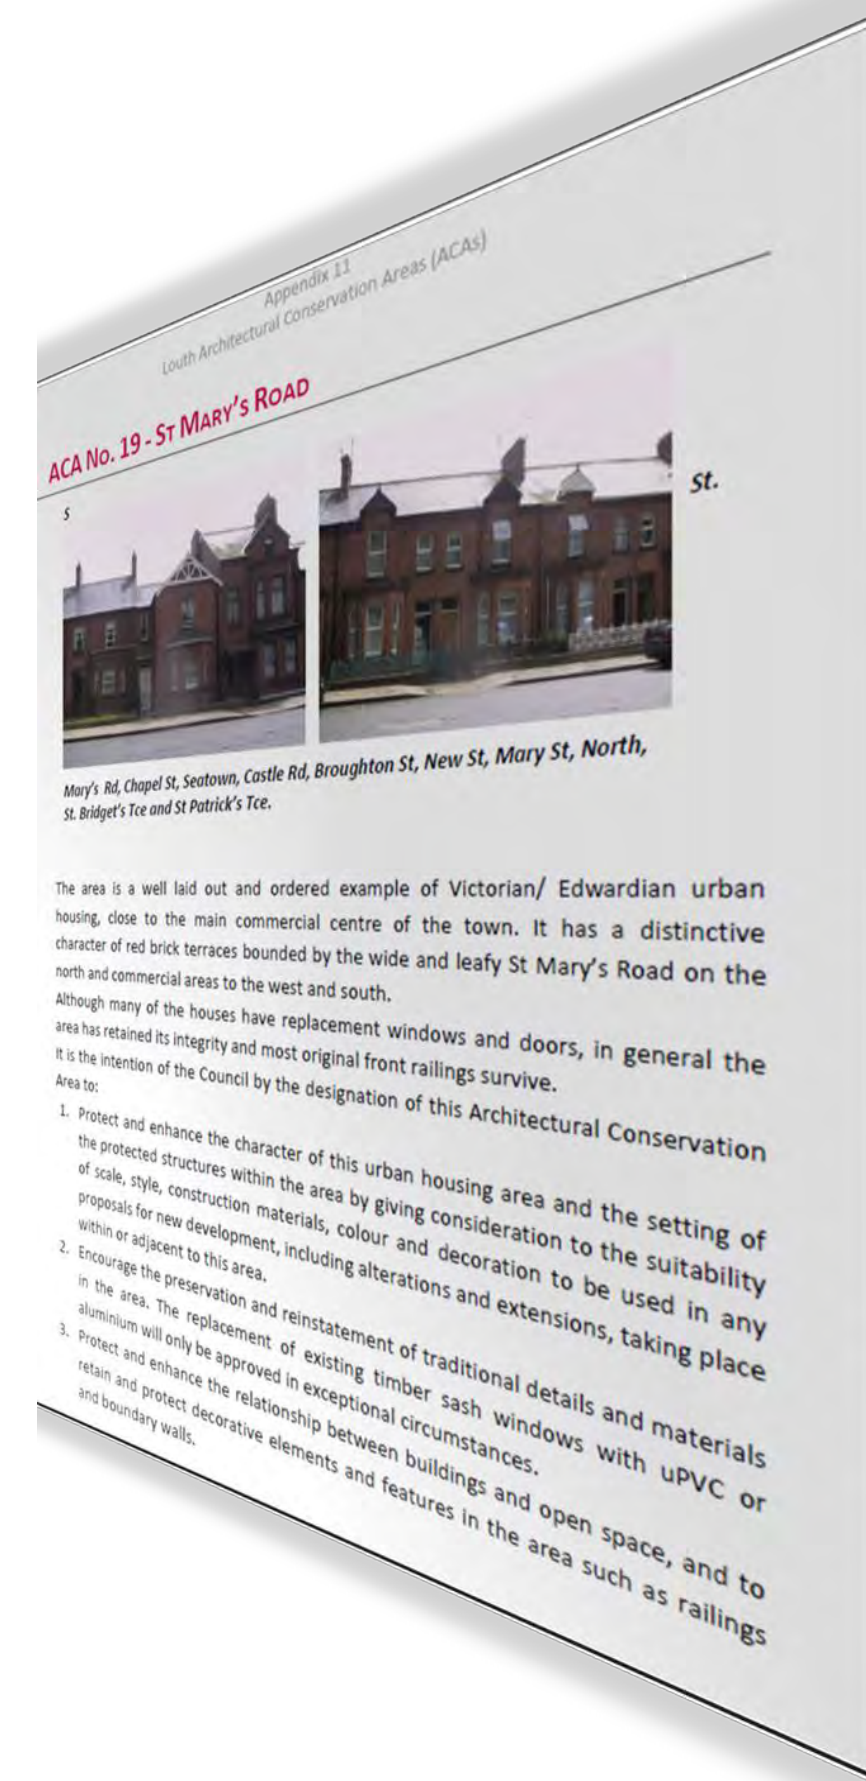 Appendix 11
Louth Architectural Conservation Areas (ACAs)
ACA No. 19 - St Mary's Road
s
St.
Mary's Rd, Chapel St, Seatown, Castle Rd, Broughton St, New St, Mary St, North,
St. Bridget's Tce and St Patrick's Tce.
The area is a well laid out and ordered example of Victorian/ Edwardian urban
housing, close to the main commercial centre of the town. It has a distinctive
character of red brick terraces bounded by the wide and leafy St Mary's Road on the
north and commercial areas to the west and south.
Although many of the houses have replacement windows and doors, in general the
area has retained its integrity and most original front railings survive.
It is the intention of the Council by the designation of this Architectural Conservation
Area to:
1. Protect and enhance the character of this urban housing area and the setting of
the protected structures within the area by giving consideration to the suitability
of scale, style, construction materials, colour and decoration to be used in any
proposals for new development, including alterations and extensions, taking place
within or adjacent to this area.
2. Encourage the preservation and reinstatement of traditional details and materials
in the area. The replacement of existing timber sash windows with uPVC or
aluminium will only be approved in exceptional circumstances.
3. Protect and enhance the relationship between buildings and open space, and to
retain and protect decorative elements and features in the area such as railings
and boundary walls.